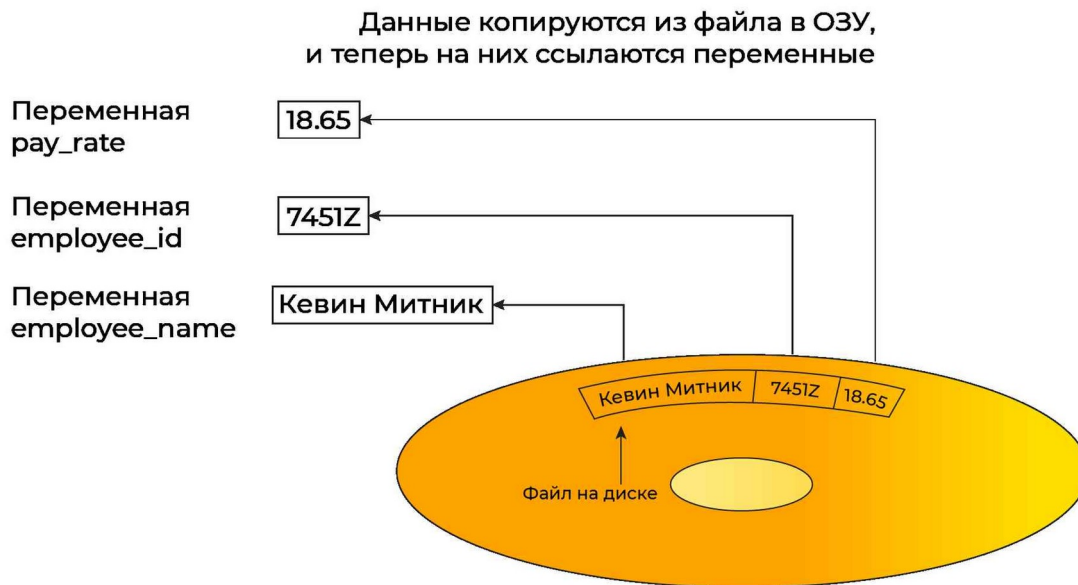 Данные копируются из файла в ОЗУ,
и теперь на них ссылаются переменные
Переменная
pay_rate
18.65
Переменная
employee_id
7451Z
Переменная
employee_name
Кевин Митник
Кевин Митник 7451Z 18.65
Файл на диске